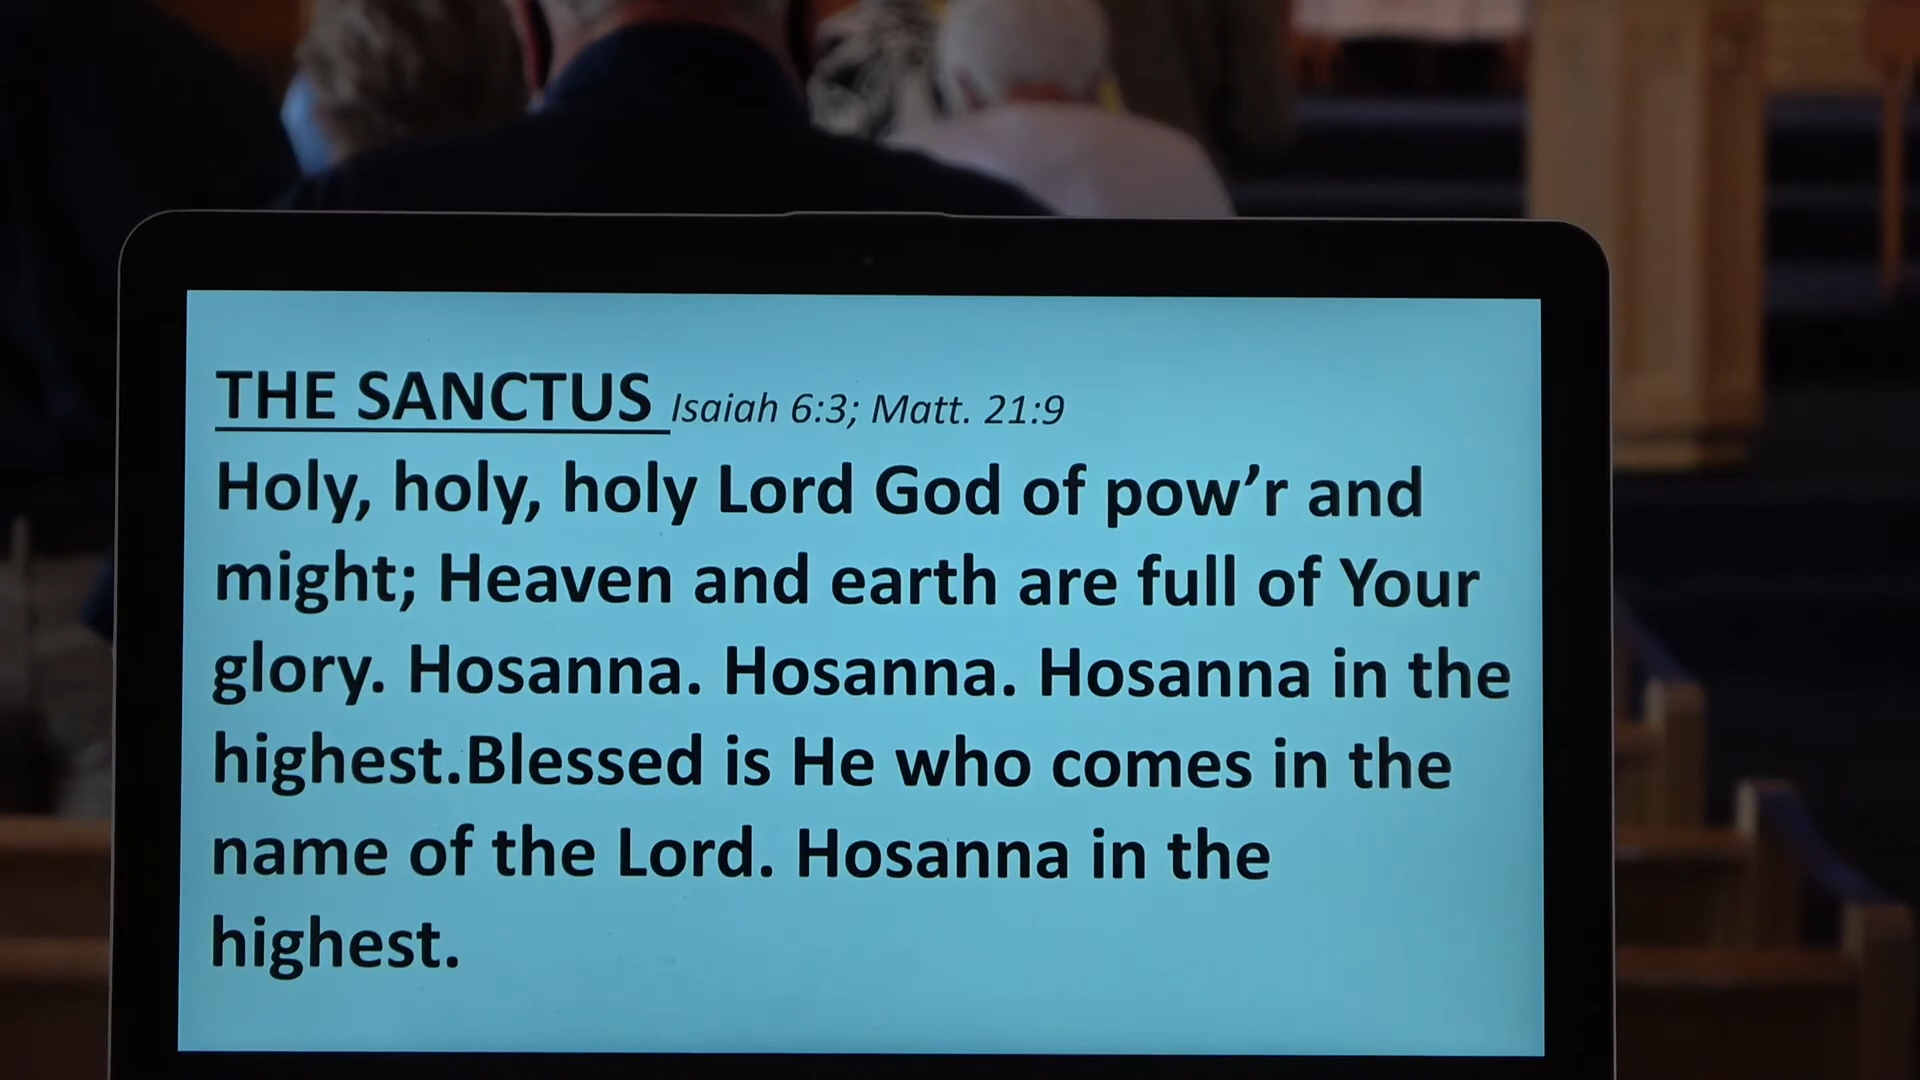 THE SANCTUS Isaiah 6:3; Matt. 21:9
Holy, holy, holy Lord God of pow’r and
might; Heaven and earth are full of Your
glory. Hosanna. Hosanna. Hosanna in the
highest.Blessed is He who comes in the
name of the Lord. Hosanna in the
highest.